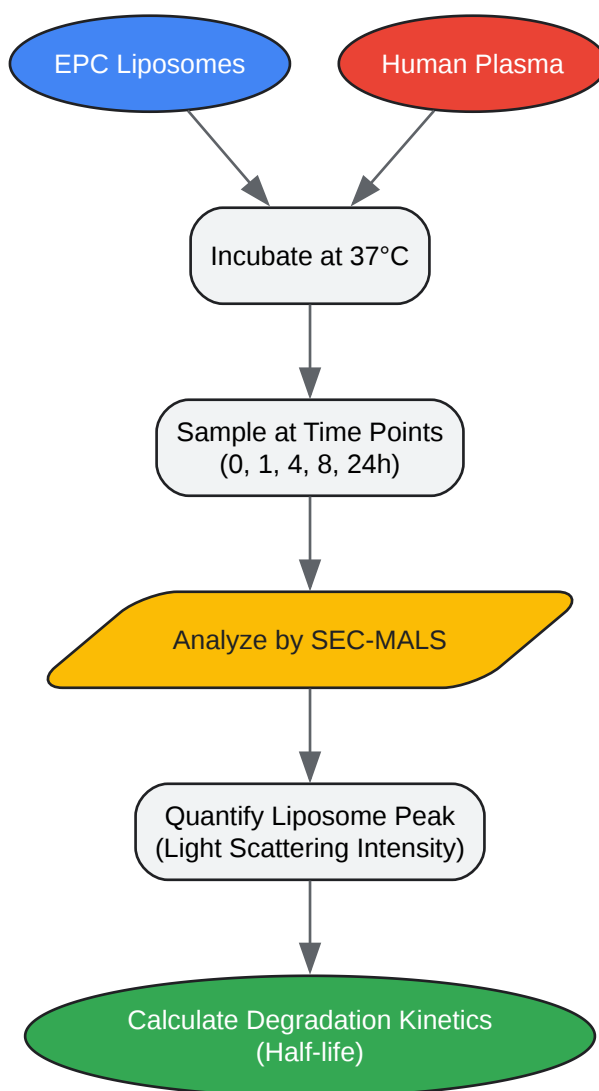 EPC Liposomes
Human Plasma
Incubate at 37°C
Sample at Time Points
(0, 1, 4, 8, 24h)
Analyze by SEC-MALS
Quantify Liposome Peak
(Light Scattering Intensity)
Calculate Degradation Kinetics
(Half-life)